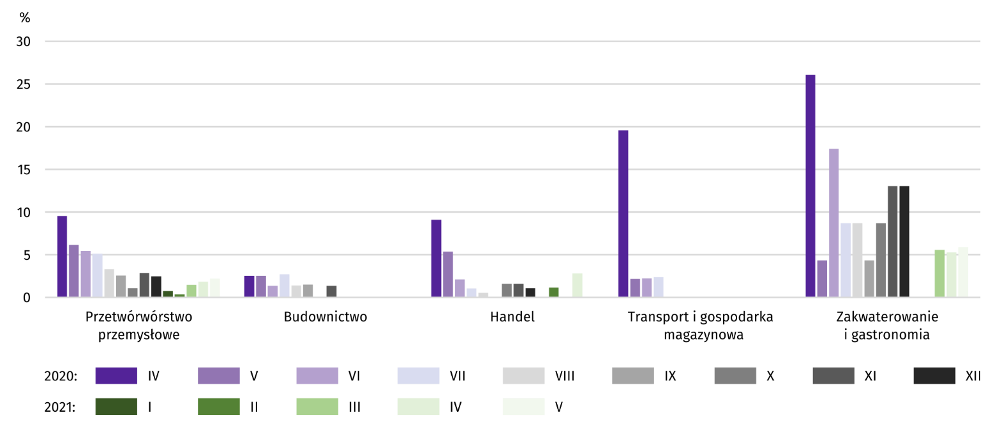 %
30
25
20
15
10
5
0
Przetwórwórstwo
przemysłowe
Budownictwo
Handel
Transport i gospodarka
magazynowa
Zakwaterowanie
i gastronomia
2020: IV V VI VII VIII IX X XI XII
2021: I II III IV V